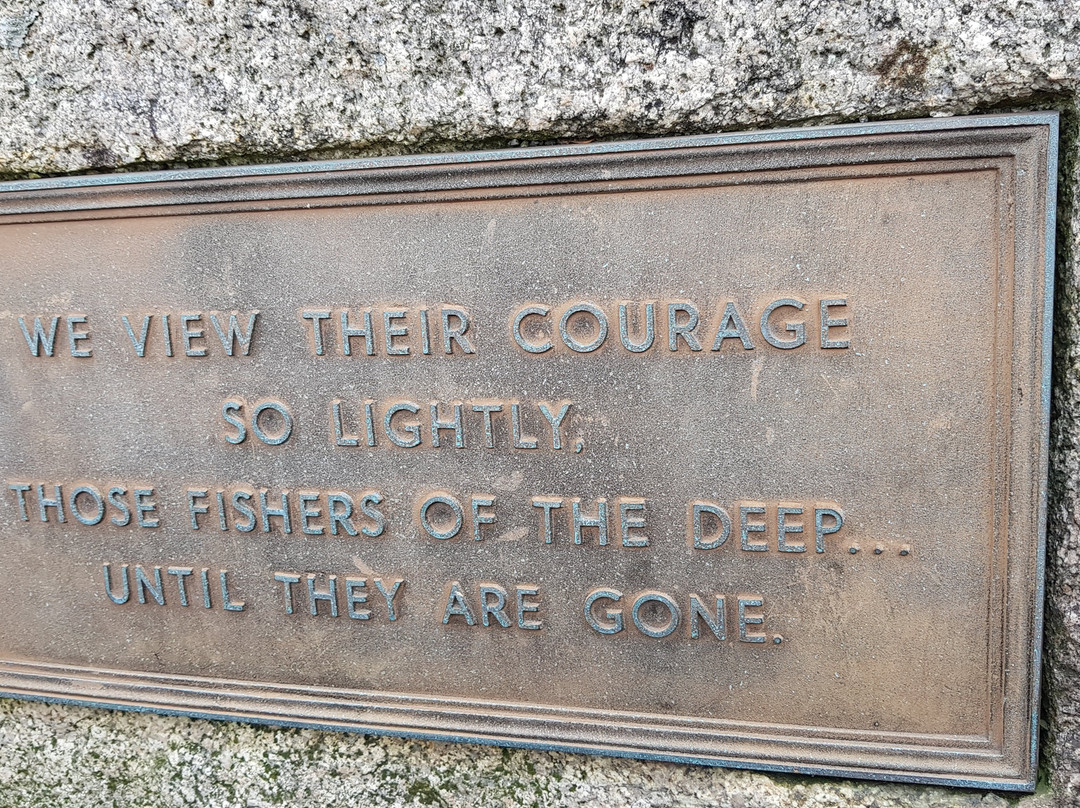 WE VIEW THEIR COURAGE
SO LIGHTLY,
THOSE FISHERS OF THE DEEP...
UNTIL THEY ARE GONE.